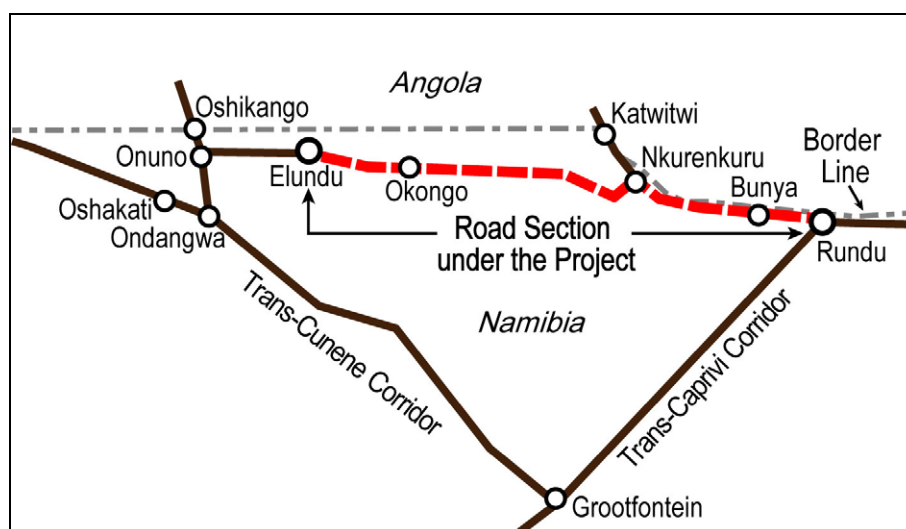 Angola
Oshikango
Katwitwi
Border
Line
Onuno
Nkurenkuru
Elundu
Okongo
Bunya
Oshakati
Ondangwa
Road Section
under the Project
Rundu
Trans-Cunene Corridor
Namibia
Trans-Caprivi Corridor
Grootfontein